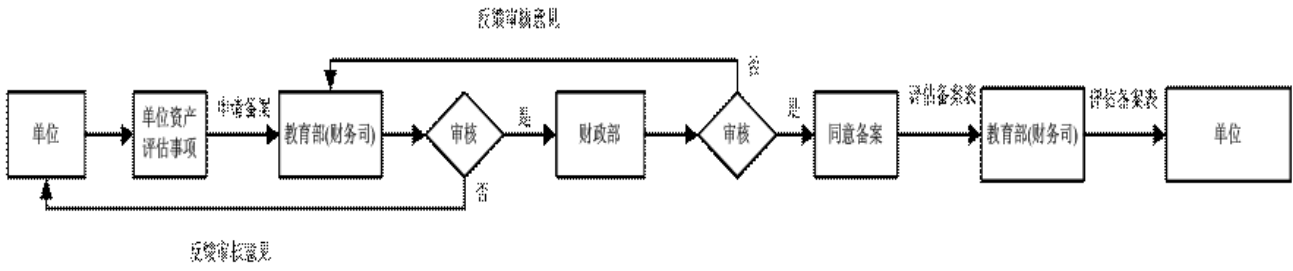 反馈审核意见
否
单位
单位资产
评估事项
申请备案
教育部(财务司)
审核
是
财政部
审核
是
同意备案
评估备案表
教育部(财务司)
评估备案表
单位
否
反馈审核意见